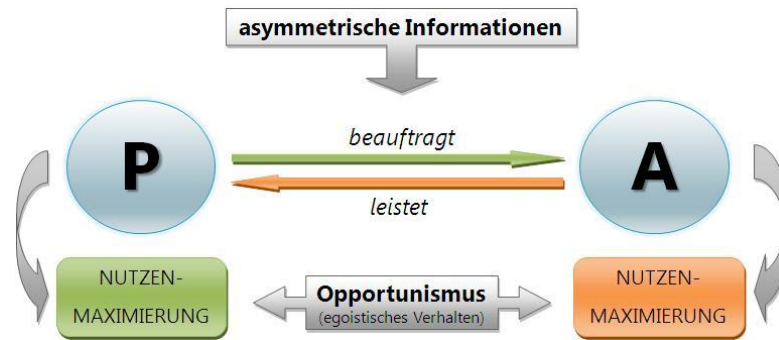 asymmetrische Informationen
beauftragt
P
A
leistet
NUTZEN-
MAXIMIERUNG
Opportunismus
(egoistisches Verhalten)
NUTZEN-
MAXIMIERUNG